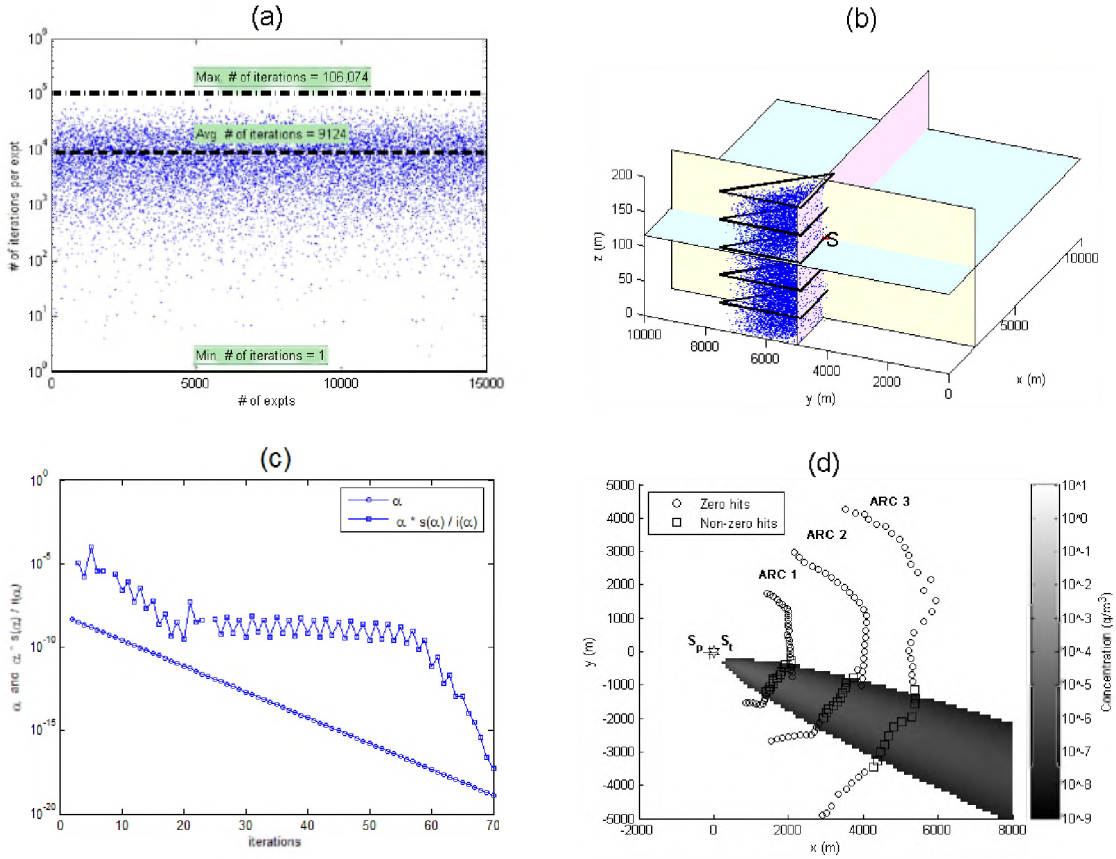 (a)
10^6
10^5
10^4
10^3
10^2
10^1
10^0
# of iterations per expt
Max. # of iterations = 106,074
Avg. # of iterations = 9124
Min. # of iterations = 1
0 5000 10000 15000
# of expts
(b)
200
150
100
50
0
z (m)
S
10000 8000 6000 4000 2000 0
y (m)
5000
10000
x (m)
(c)
10^0
10^-5
10^-10
10^-15
10^-20
α and α * s(α) / i(α)
α
α * s(α) / i(α)
0 10 20 30 40 50 60 70
iterations
(d)
5000
4000
3000
2000
1000
0
-1000
-2000
-3000
-4000
-5000
y (m)
Zero hits
Non-zero hits
ARC 3
ARC 2
ARC 1
Sp St
-2000 0 2000 4000 6000 8000
x (m)
10^1
10^0
10^-1
10^-2
10^-3
10^-4
10^-5
10^-6
10^-7
10^-8
10^-9
Concentration (g/m³)